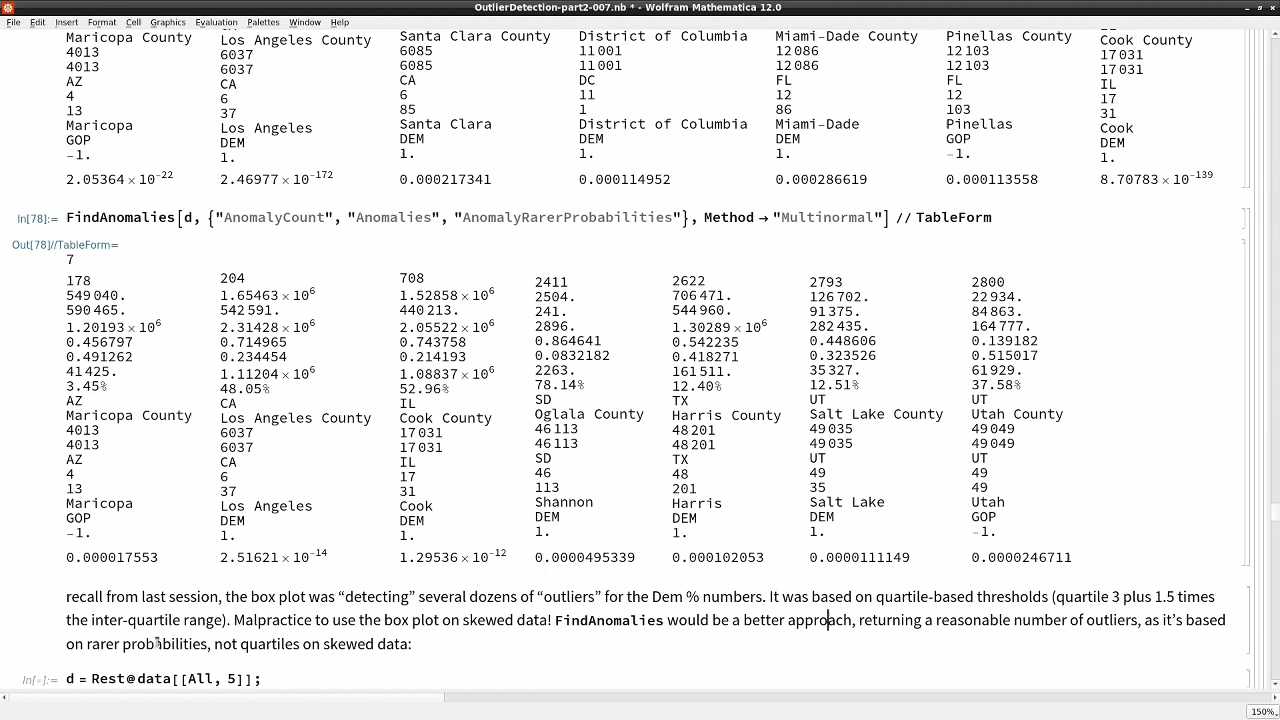 OutlierDetection-part2-007.nb * - Wolfram Mathematica 12.0
File Edit Insert Format Cell Graphics Evaluation Palettes Window Help
Maricopa County Los Angeles County Santa Clara County District of Columbia Miami-Dade County Pinellas County Cook County
4013 6037 6085 11001 12086 12103 17031
4013 6037 6085 11001 12086 12103 17031
AZ CA CA DC FL FL IL
4 6 6 11 12 12 17
13 37 85 1 86 103 31
Maricopa Los Angeles Santa Clara District of Columbia Miami-Dade Pinellas Cook
GOP DEM DEM DEM DEM GOP DEM
-1. 1. 1. 1. 1. -1. 1.
2.05364×10^-22 2.46977×10^-172 0.000217341 0.000114952 0.000286619 0.000113558 8.70783×10^-139
In[78]:= FindAnomalies[d, {"AnomalyCount", "Anomalies", "AnomalyRarerProbabilities"}, Method → "Multinormal"] // TableForm
Out[78]//TableForm=
7
178 204 708 2411 2622 2793 2800
549040. 1.65463×10^6 1.52858×10^6 2504. 706471. 126702. 22934.
590465. 542591. 440213. 241. 544960. 91375. 84863.
1.20193×10^6 2.31428×10^6 2.05522×10^6 2896. 1.30289×10^6 282435. 164777.
0.456797 0.714965 0.743758 0.864641 0.542235 0.448606 0.139182
0.491262 0.234454 0.214193 0.0832182 0.418271 0.323526 0.515017
41425. 1.11204×10^6 1.08837×10^6 2263. 161511. 35327. 61929.
3.45% 48.05% 52.96% 78.14% 12.40% 12.51% 37.58%
AZ CA IL SD TX UT UT
Maricopa County Los Angeles County Cook County Oglala County Harris County Salt Lake County Utah County
4013 6037 17031 46113 48201 49035 49049
4013 6037 17031 46113 48201 49035 49049
AZ CA IL SD TX UT UT
4 6 17 46 48 49 49
13 37 31 113 201 35 49
Maricopa Los Angeles Cook Shannon Harris Salt Lake Utah
GOP DEM DEM DEM DEM DEM GOP
-1. 1. 1. 1. 1. 1. -1.
0.000017553 2.51621×10^-14 1.29536×10^-12 0.0000495339 0.000102053 0.0000111149 0.0000246711
recall from last session, the box plot was “detecting” several dozens of “outliers” for the Dem % numbers. It was based on quartile-based thresholds (quartile 3 plus 1.5 times
the inter-quartile range). Malpractice to use the box plot on skewed data! FindAnomalies would be a better approach, returning a reasonable number of outliers, as it’s based
on rarer probabilities, not quartiles on skewed data:
In[•]:= d = Rest@data[[All, 5]];
150%